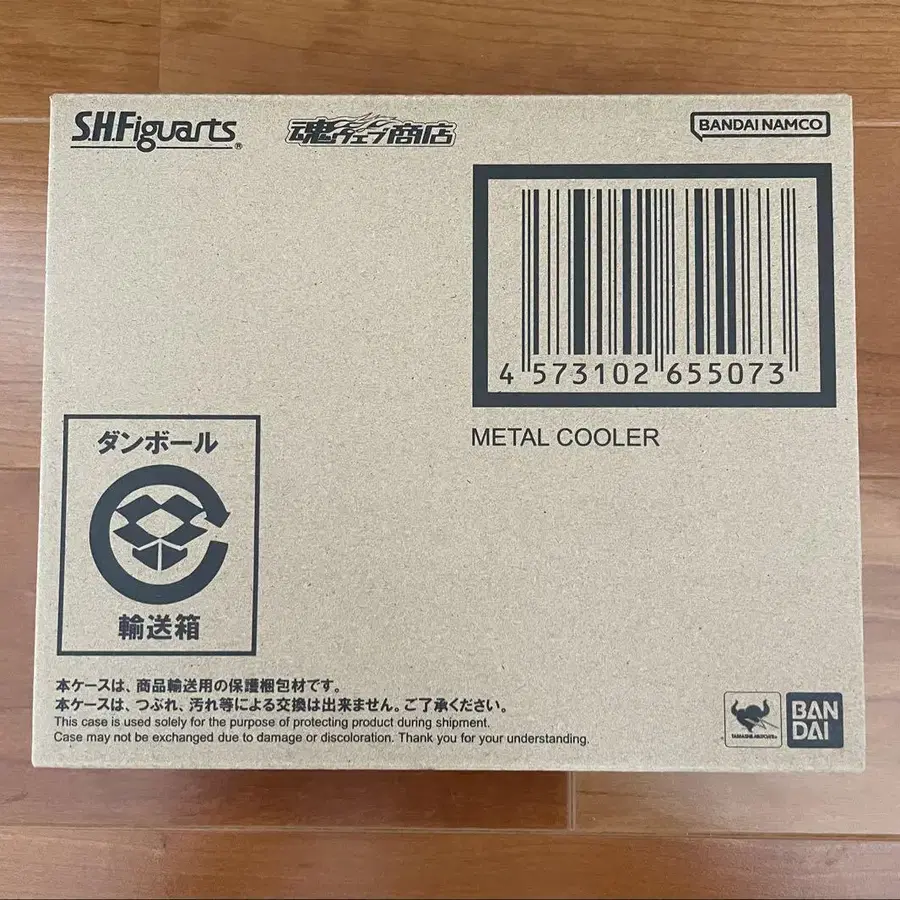 S.H.Figuarts®
魂ウェブ商店
BANDAI NAMCO
4 573102 655073
METAL COOLER
ダンボール
輸送箱
本ケースは、商品輸送用の保護梱包材です。
本ケースは、つぶれ、汚れ等による交換は出来ません。ご了承ください。
This case is used solely for the purpose of protecting product during shipment.
Case may not be exchanged due to damage or discoloration. Thank you for your understanding.
TAMASHII NATIONS
BAN
DAI